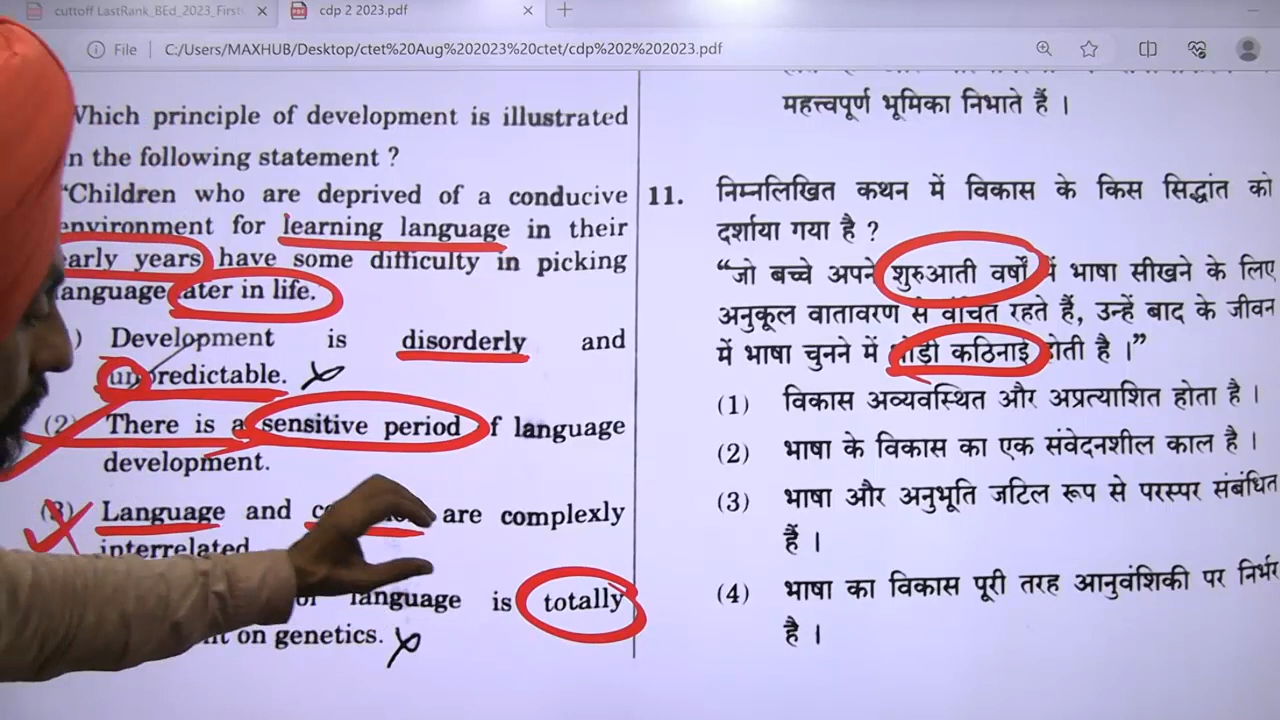 cuttoff LastRank_BEd_2023_First
cdp 2 2023.pdf
File C:/Users/MAXHUB/Desktop/ctet%20Aug%202023%20ctet/cdp%202%202023.pdf
Which principle of development is illustrated
in the following statement ?
“Children who are deprived of a conducive
environment for learning language in their
early years have some difficulty in picking
language later in life.
) Development is disorderly and
unpredictable.
(2) There is a sensitive period of language
development.
(3) Language and are complexly
interrelated
language is totally
on genetics.
महत्त्वपूर्ण भूमिका निभाते हैं ।
11. निम्नलिखित कथन में विकास के किस सिद्धांत को
दर्शाया गया है ?
“जो बच्चे अपने शुरुआती वर्षों में भाषा सीखने के लिए
अनुकूल वातावरण से वंचित रहते हैं, उन्हें बाद के जीवन
में भाषा चुनने में थोड़ी कठिनाई होती है ।”
(1) विकास अव्यवस्थित और अप्रत्याशित होता है ।
(2) भाषा के विकास का एक संवेदनशील काल है ।
(3) भाषा और अनुभूति जटिल रूप से परस्पर संबंधित
हैं ।
(4) भाषा का विकास पूरी तरह आनुवंशिकी पर निर्भर
है ।